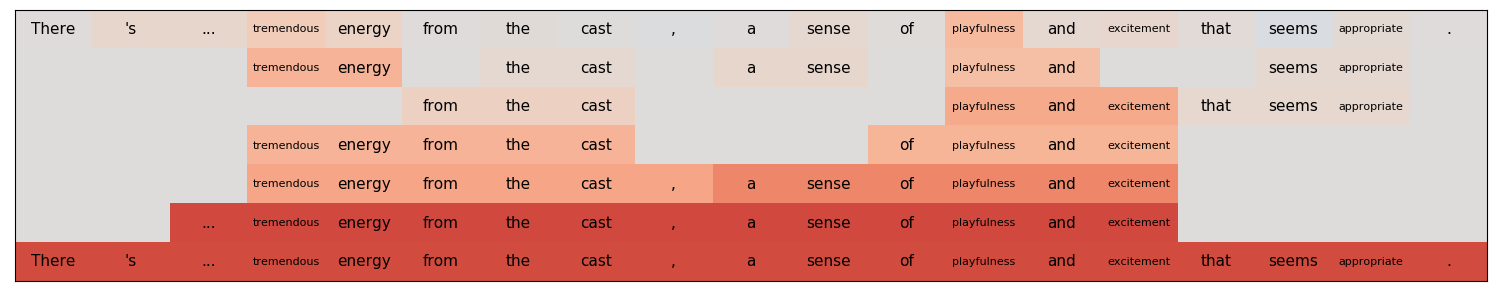 There 's ... tremendous energy from the cast , a sense of playfulness and excitement that seems appropriate .
tremendous energy the cast a sense playfulness and seems appropriate
from the cast playfulness and excitement that seems appropriate
tremendous energy from the cast of playfulness and excitement
tremendous energy from the cast , a sense of playfulness and excitement
... tremendous energy from the cast , a sense of playfulness and excitement
There 's ... tremendous energy from the cast , a sense of playfulness and excitement that seems appropriate .